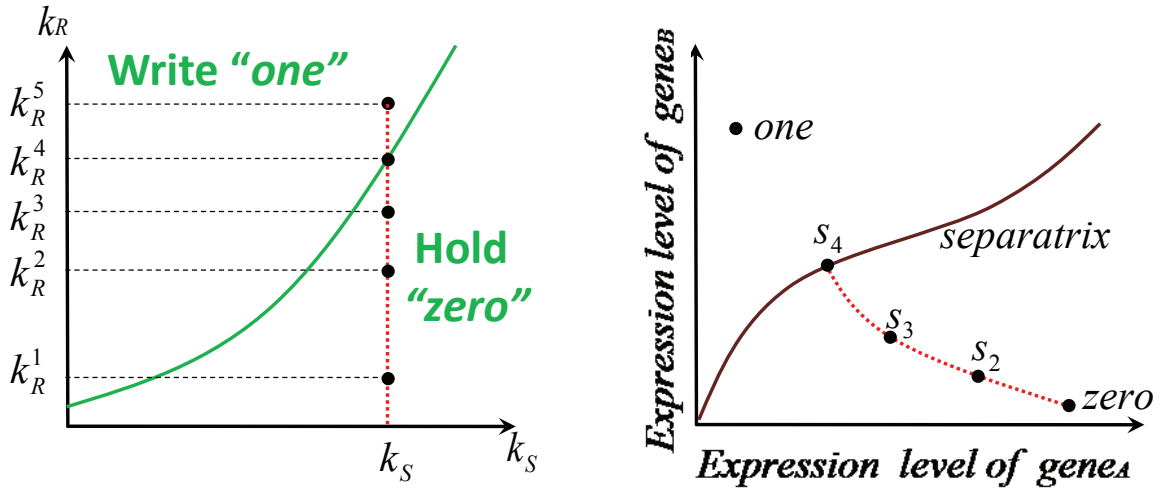 k_R
Write "one"
k_R^5
k_R^4
k_R^3
k_R^2
k_R^1
Hold
"zero"
k_S
k_S
Expression level of gene_B
one
separatrix
s_4
s_3
s_2
zero
Expression level of gene_A